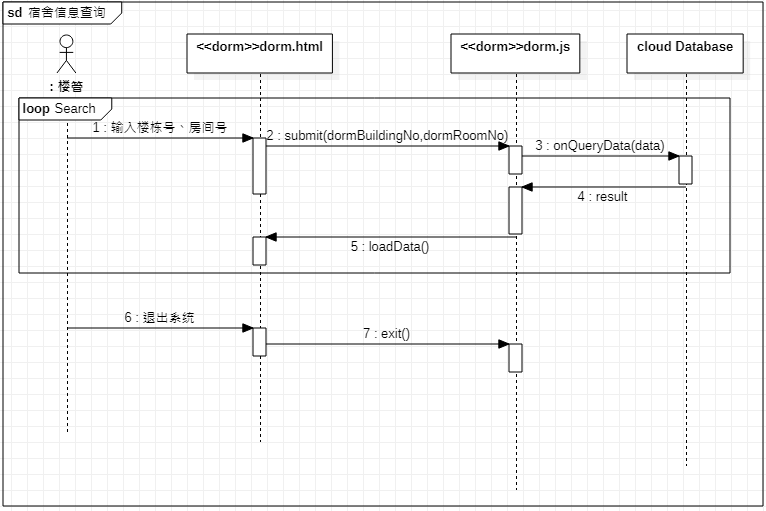 sd 宿舍信息查询
<<dorm>>dorm.html
<<dorm>>dorm.js
cloud Database
: 楼管
loop Search
1 : 输入楼栋号、房间号
2 : submit(dormBuildingNo,dormRoomNo)
3 : onQueryData(data)
4 : result
5 : loadData()
6 : 退出系统
7 : exit()